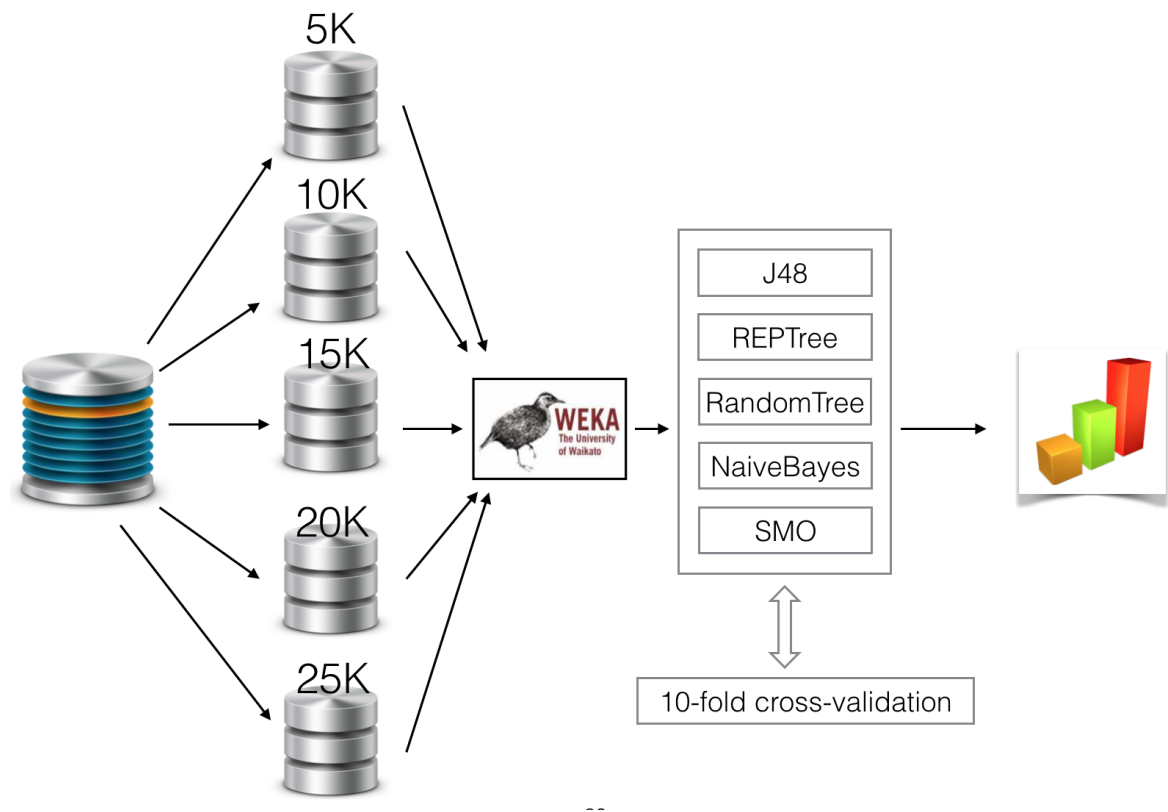 5K
10K
15K
20K
25K
WEKA
The University
of Waikato
J48
REPTree
RandomTree
NaiveBayes
SMO
10-fold cross-validation